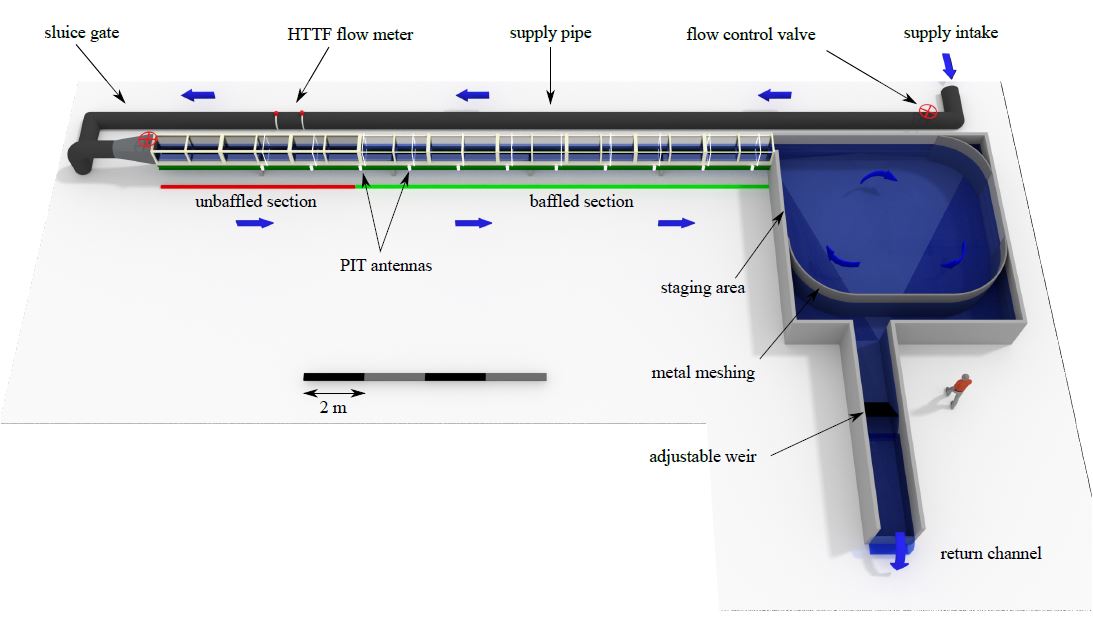 sluice gate
HTTF flow meter
supply pipe
flow control valve
supply intake
unbaffled section
baffled section
PIT antennas
staging area
metal meshing
2 m
adjustable weir
return channel